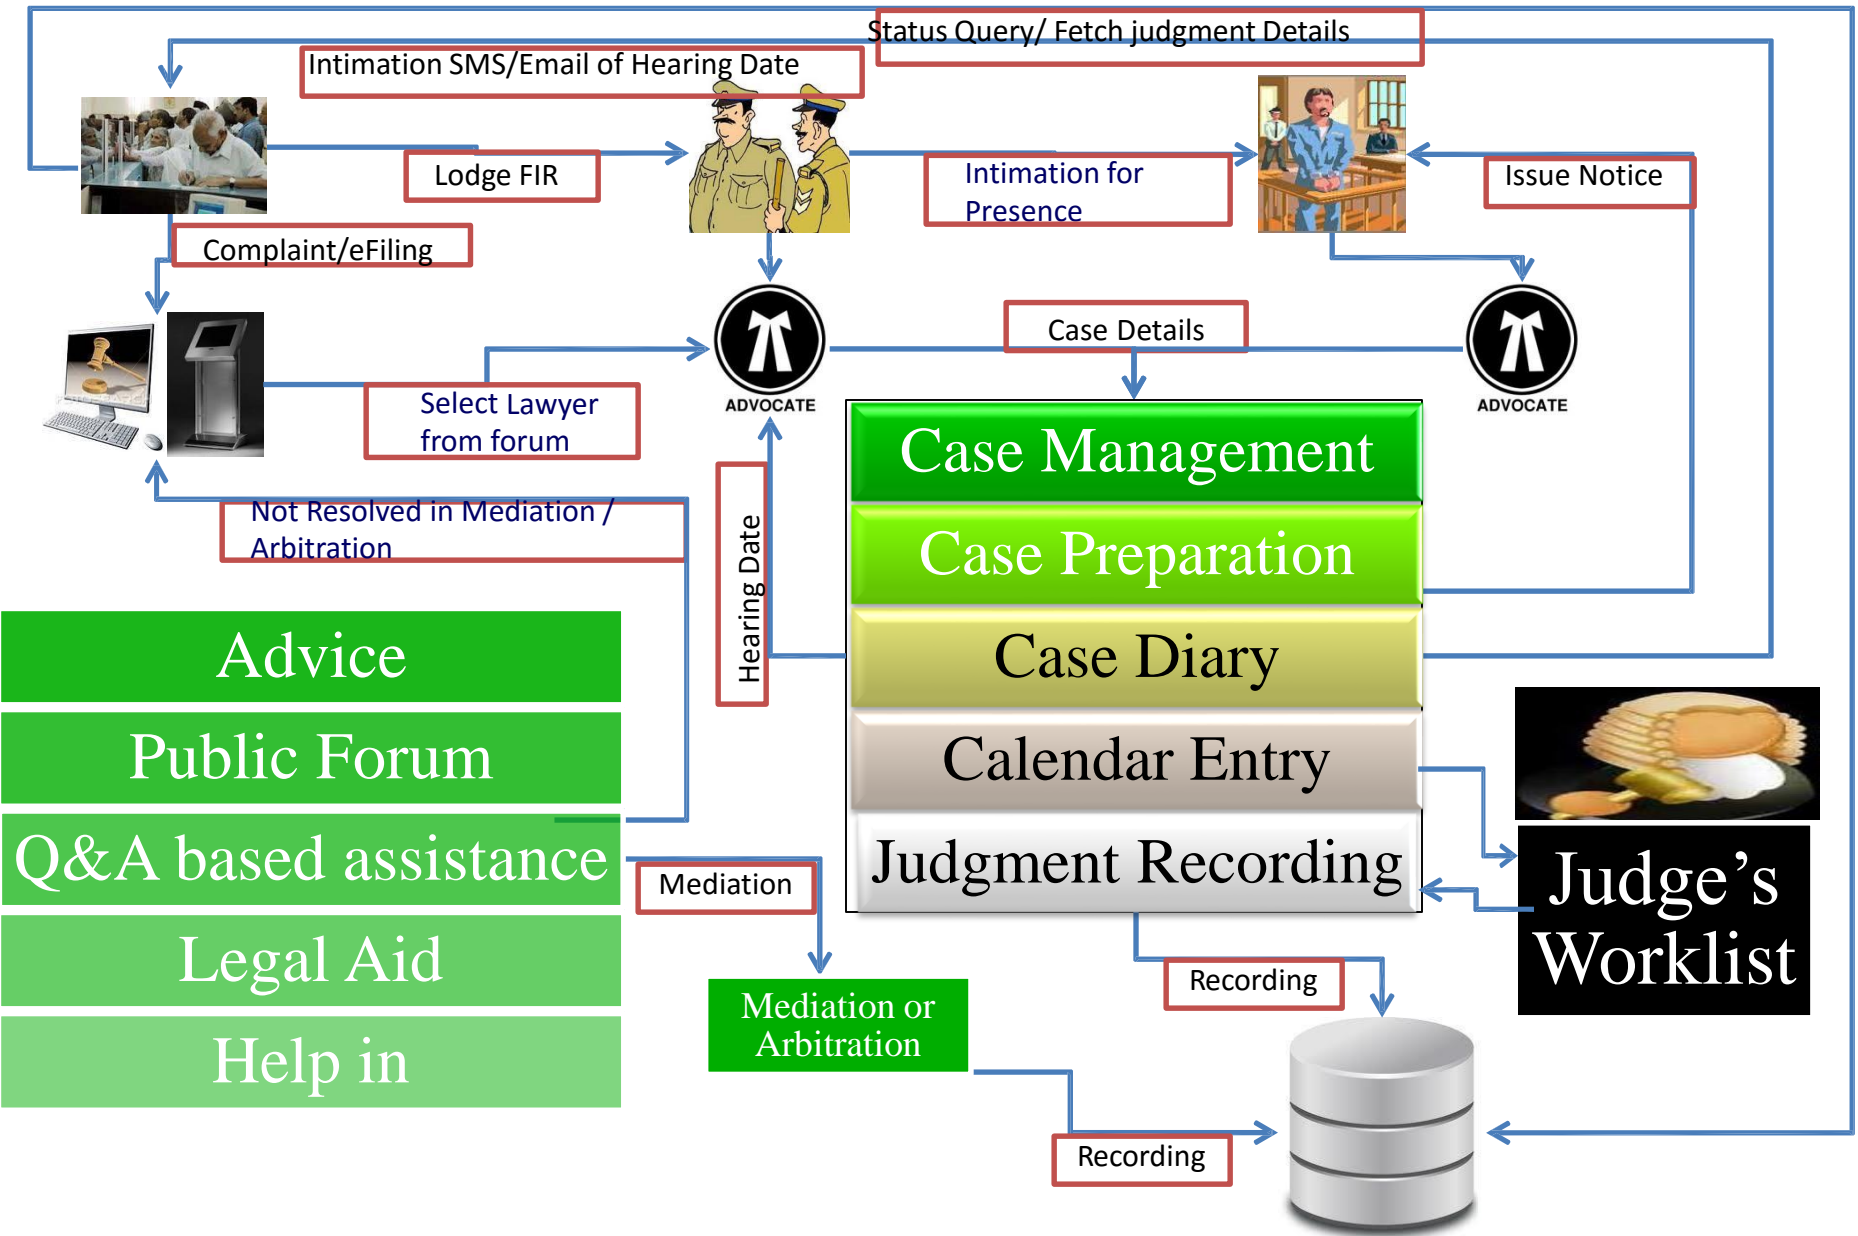 Status Query/ Fetch judgment Details
Intimation SMS/Email of Hearing Date
Lodge FIR
Intimation for
Presence
Issue Notice
Complaint/eFiling
Case Details
ADVOCATE
ADVOCATE
Select Lawyer
from forum
Not Resolved in Mediation /
Arbitration
Hearing Date
Case Management
Case Preparation
Case Diary
Calendar Entry
Judgment Recording
Advice
Public Forum
Q&A based assistance
Legal Aid
Help in
Mediation
Mediation or
Arbitration
Recording
Recording
Judge's
Worklist